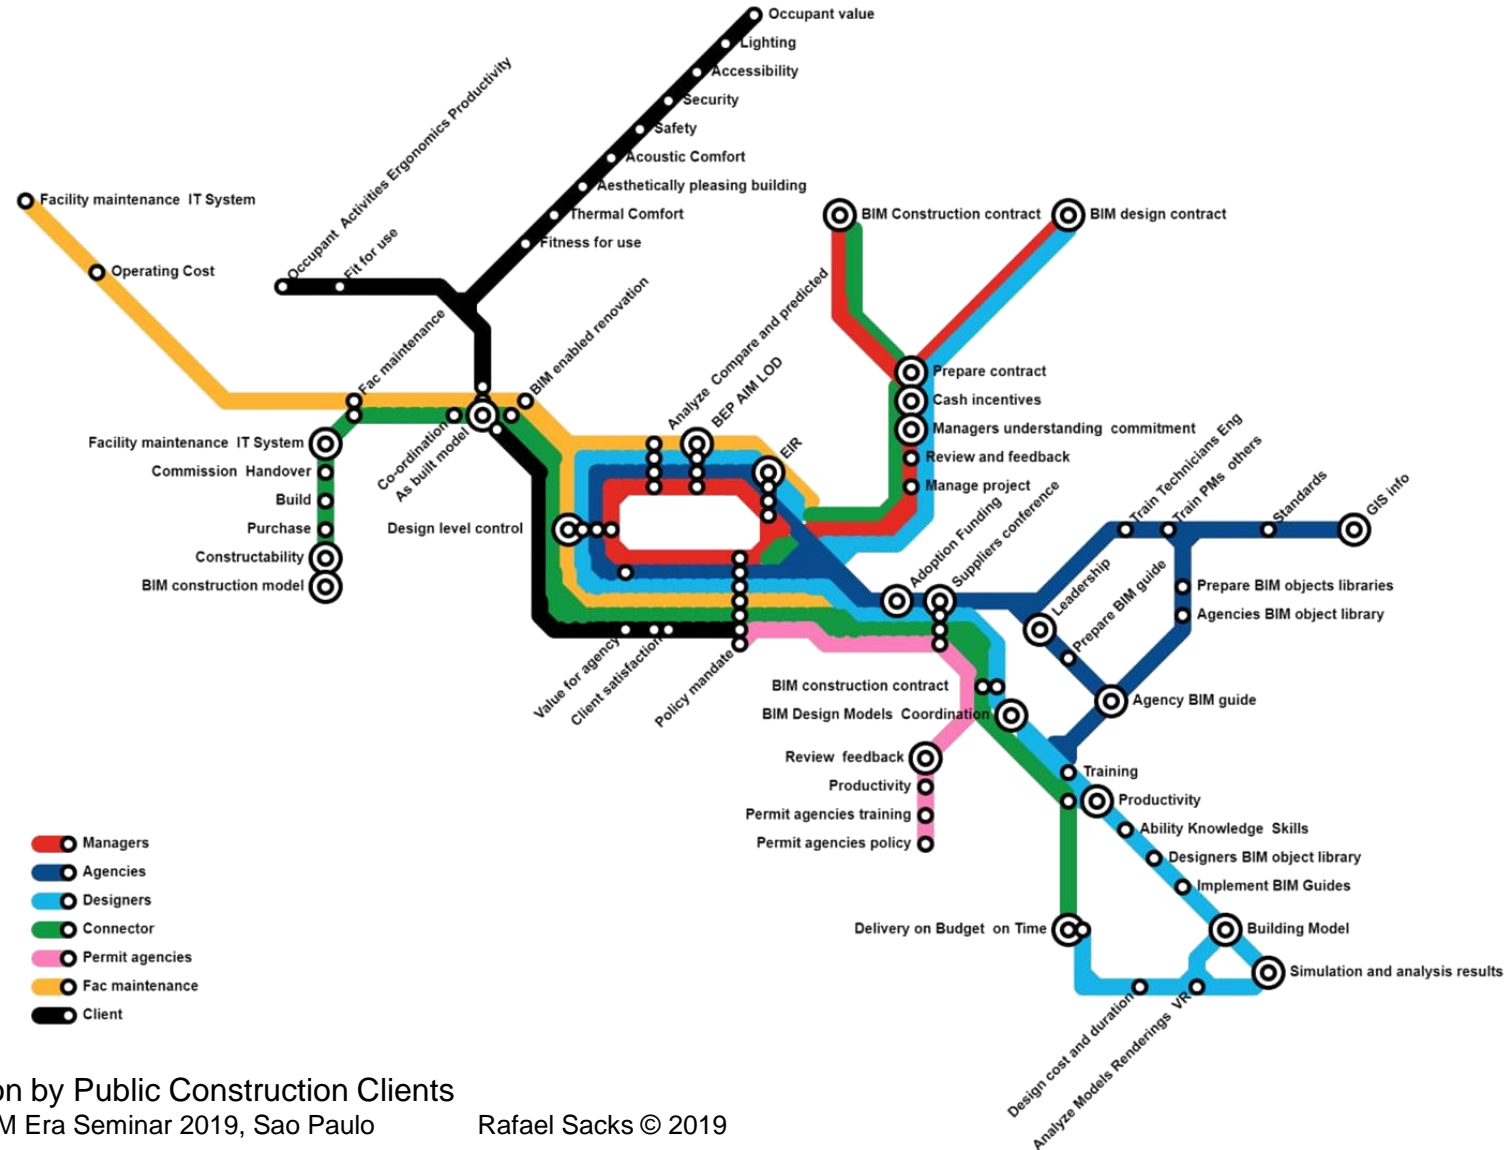 Occupant value
Lighting
Accessibility
Security
Safety
Acoustic Comfort
Aesthetically pleasing building
Thermal Comfort
Fitness for use
Occupant Activities Ergonomics Productivity
Fit for use
Facility maintenance IT System
Operating Cost
Fac maintenance
BIM enabled renovation
Analyze Compare and predicted
BEP AIM LOD
EIR
BIM Construction contract
BIM design contract
Prepare contract
Cash incentives
Managers understanding commitment
Review and feedback
Manage project
Facility maintenance IT System
Commission Handover
Build
Purchase
Constructability
BIM construction model
Co-ordination
As built model
Design level control
Adoption Funding
Suppliers conference
Train Technicians Eng
Train PMs others
Standards
GIS info
Leadership
Prepare BIM guide
Prepare BIM objects libraries
Agencies BIM object library
Agency BIM guide
Value for agency
Client satisfaction
Policy mandate
BIM construction contract
BIM Design Models Coordination
Review feedback
Productivity
Permit agencies training
Permit agencies policy
Training
Productivity
Ability Knowledge Skills
Designers BIM object library
Implement BIM Guides
Delivery on Budget on Time
Building Model
Simulation and analysis results
Design cost and duration
Analyze Models Renderings VR
Managers
Agencies
Designers
Connector
Permit agencies
Fac maintenance
Client
on by Public Construction Clients
M Era Seminar 2019, Sao Paulo
Rafael Sacks © 2019